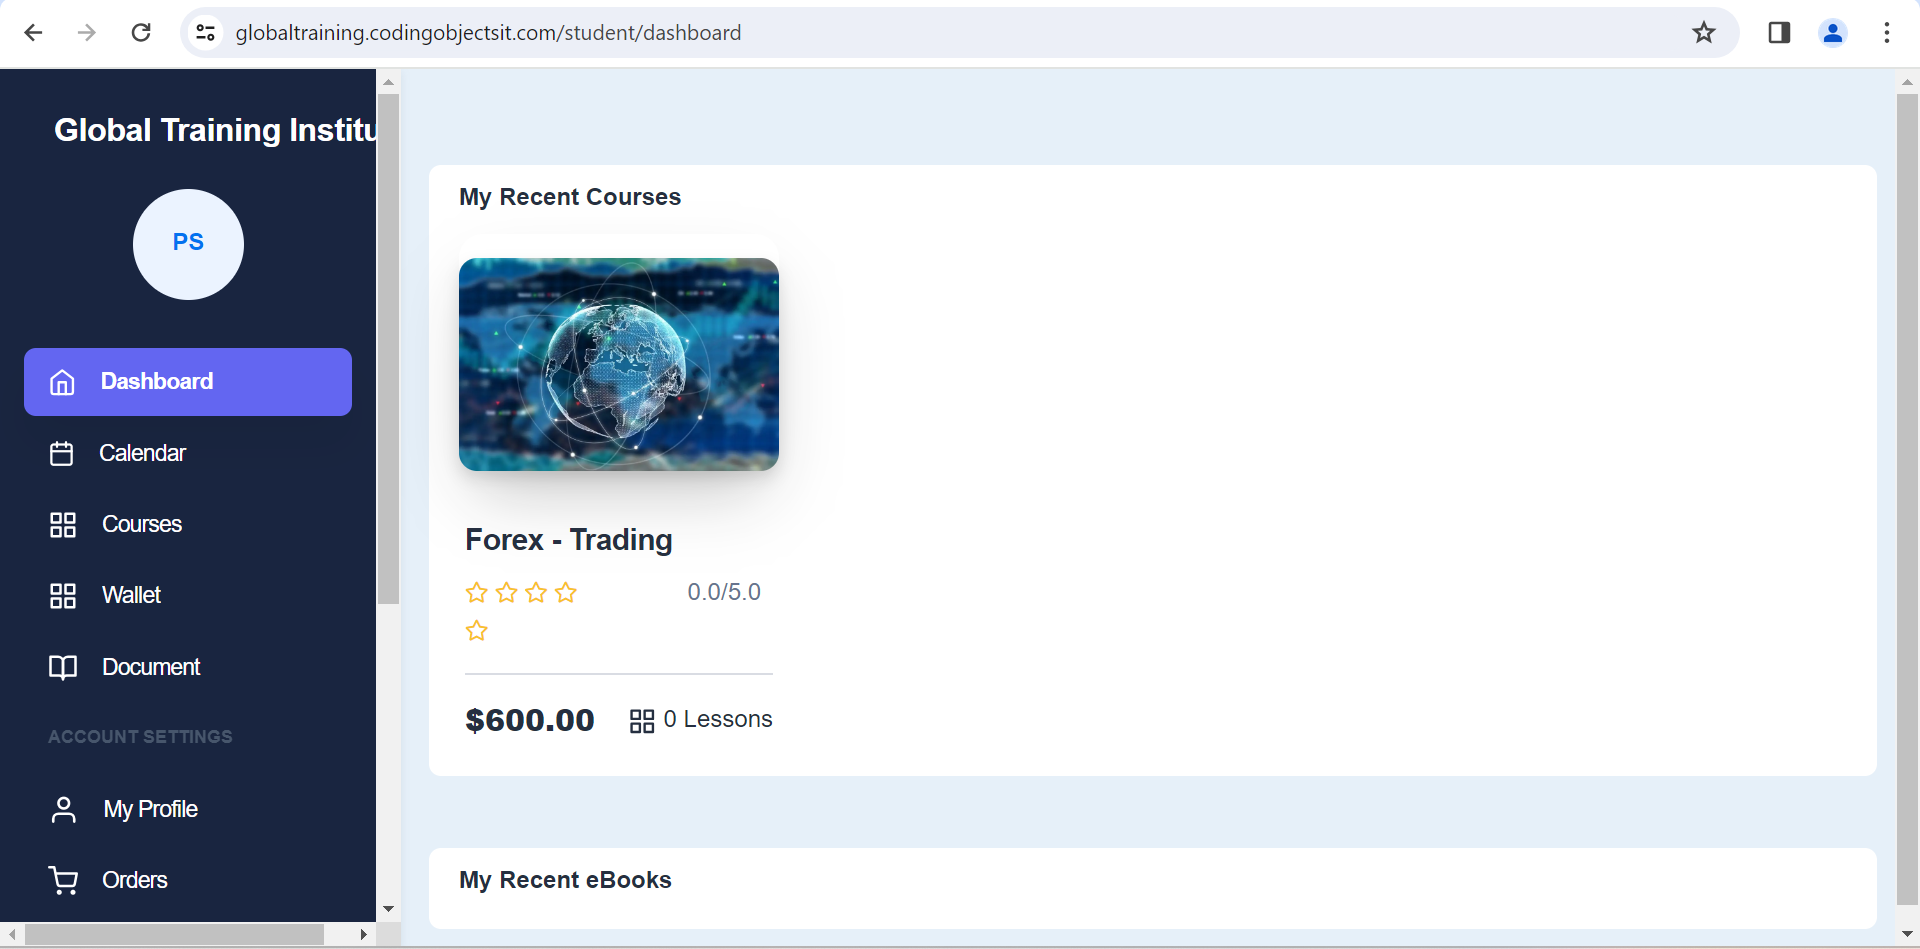 globaltraining.codingobjectsit.com/student/dashboard
Global Training Institu
PS
Dashboard
Calendar
Courses
Wallet
Document
ACCOUNT SETTINGS
My Profile
Orders
My Recent Courses
Forex - Trading
0.0/5.0
$600.00
0 Lessons
My Recent eBooks